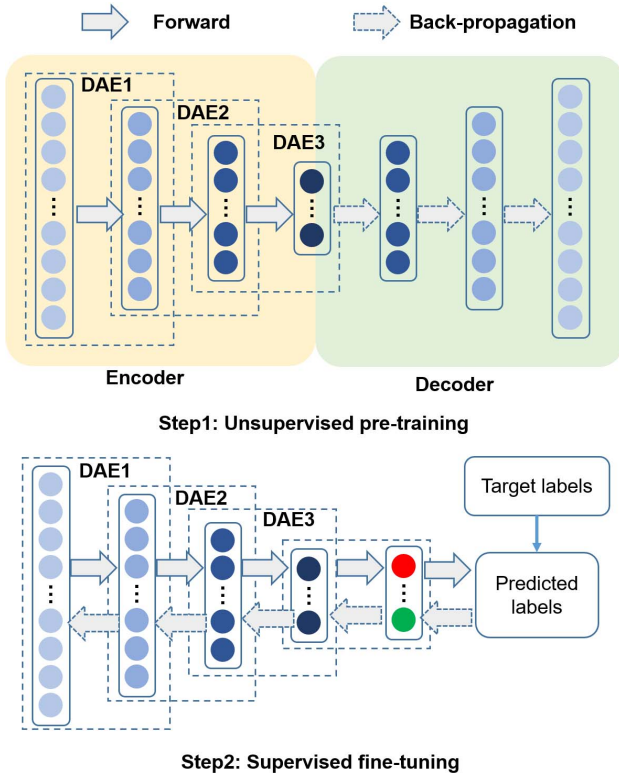 Forward
Back-propagation
DAE1
DAE2
DAE3
Encoder
Decoder
Step1: Unsupervised pre-training
DAE1
DAE2
DAE3
Target labels
Predicted
labels
Step2: Supervised fine-tuning